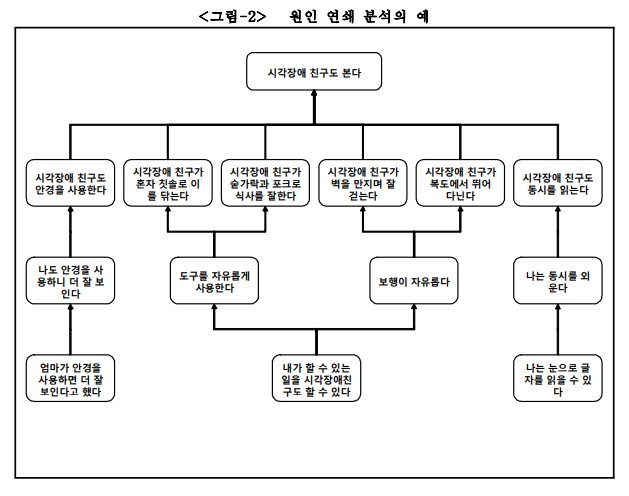 <그림-2> 원인 연쇄 분석의 예
시각장애 친구도 본다
시각장애 친구도
안경을 사용한다
시각장애 친구가
혼자 칫솔로 이
를 닦는다
시각장애 친구가
숟가락과 포크로
식사를 잘한다
시각장애 친구가
벽을 만지며 잘
걷는다
시각장애 친구가
복도에서 뛰어
다닌다
시각장애 친구도
동시를 읽는다
나도 안경을 사
용하니 더 잘 보
인다
도구를 자유롭게
사용한다
보행이 자유롭다
나는 동시를 외
운다
엄마가 안경을
사용하면 더 잘
보인다고 했다
내가 할 수 있는
일을 시각장애친
구도 할 수 있다
나는 눈으로 글
자를 읽을 수 있
다